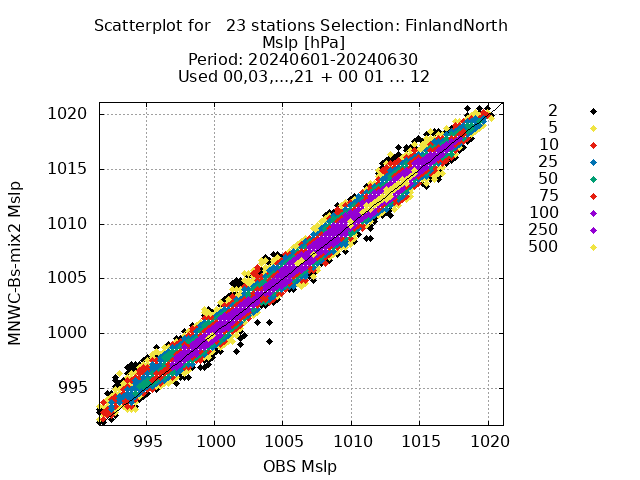 Scatterplot for   23 stations Selection: FinlandNorth
Mslp [hPa]
Period: 20240601-20240630
Used 00,03,...,21 + 00 01 ... 12
MNWC-Bs-mix2 Mslp
1020
1015
1010
1005
1000
995
995 1000 1005 1010 1015 1020
OBS Mslp
2
5
10
25
50
75
100
250
500